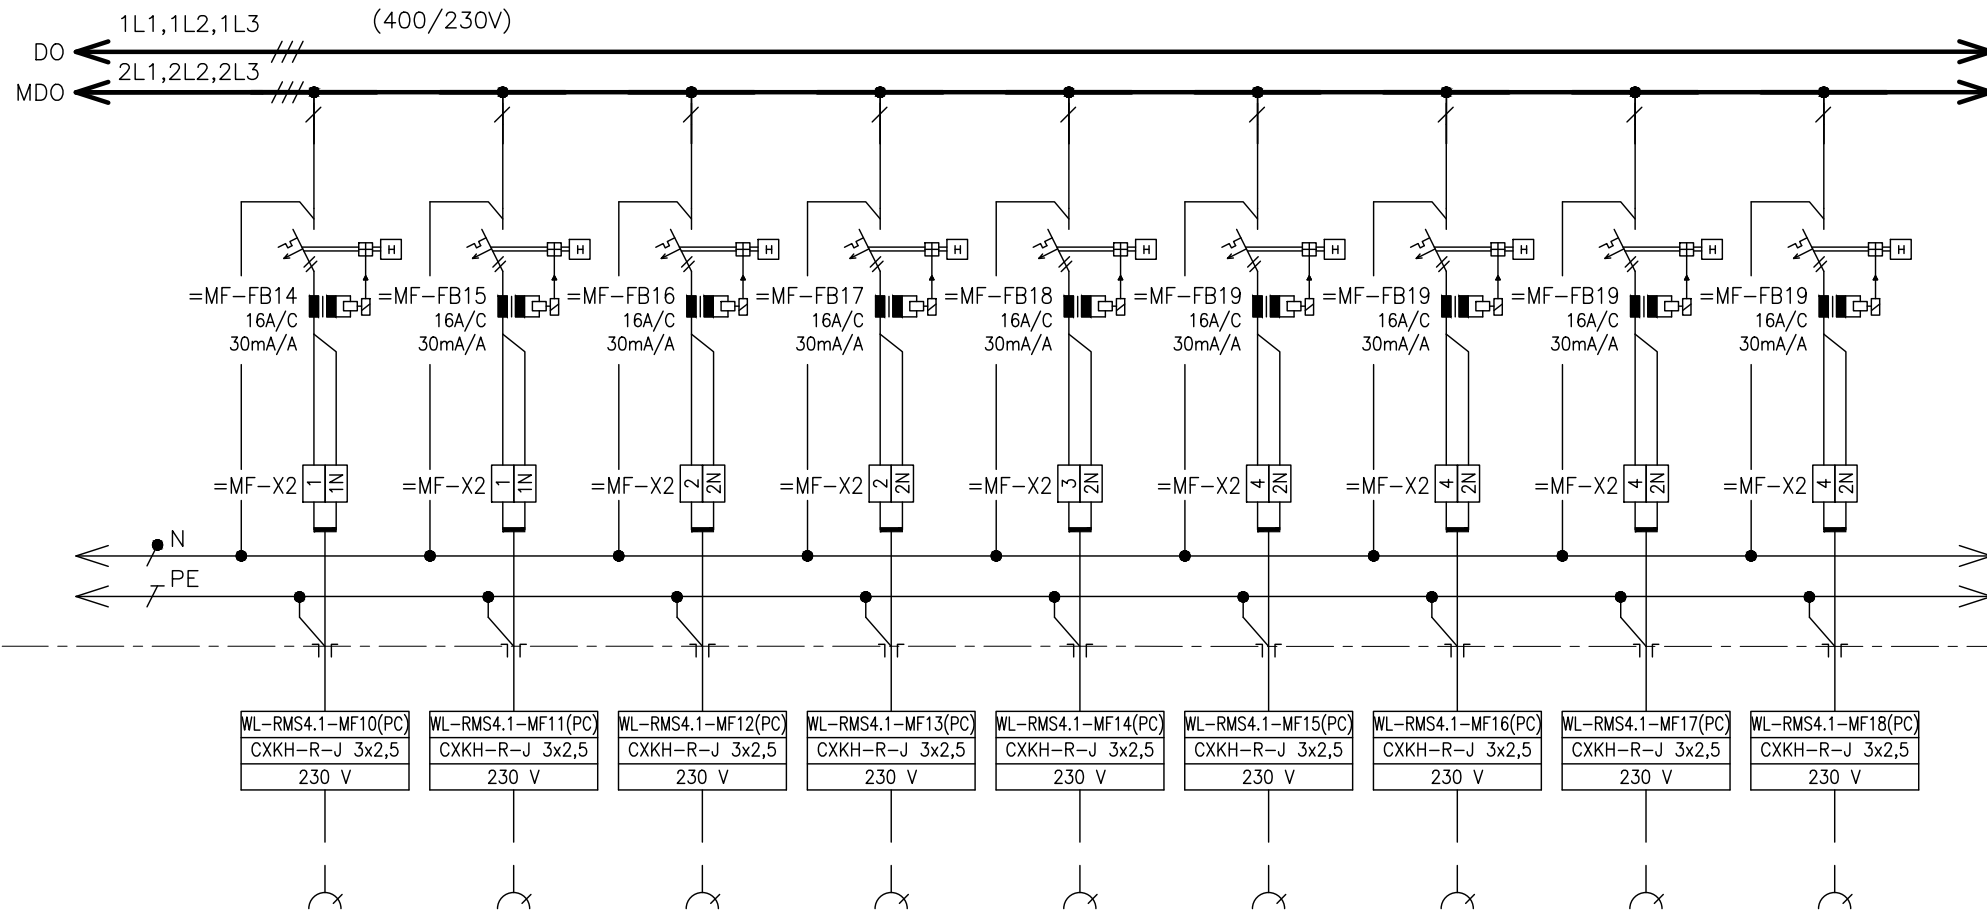 1L1,1L2,1L3 (400/230V)
DO
2L1,2L2,2L3
MDO
H H H H H H H H H
=MF-FB14 =MF-FB15 =MF-FB16 =MF-FB17 =MF-FB18 =MF-FB19 =MF-FB19 =MF-FB19 =MF-FB19
16A/C 16A/C 16A/C 16A/C 16A/C 16A/C 16A/C 16A/C 16A/C
30mA/A 30mA/A 30mA/A 30mA/A 30mA/A 30mA/A 30mA/A 30mA/A 30mA/A
=MF-X2 1 1N =MF-X2 1 1N =MF-X2 2 2N =MF-X2 2 2N =MF-X2 3 2N =MF-X2 4 2N =MF-X2 4 2N =MF-X2 4 2N =MF-X2 4 2N
N
PE
WL-RMS4.1-MF10(PC) WL-RMS4.1-MF11(PC) WL-RMS4.1-MF12(PC) WL-RMS4.1-MF13(PC) WL-RMS4.1-MF14(PC) WL-RMS4.1-MF15(PC) WL-RMS4.1-MF16(PC) WL-RMS4.1-MF17(PC) WL-RMS4.1-MF18(PC)
CXKH-R-J 3x2,5 CXKH-R-J 3x2,5 CXKH-R-J 3x2,5 CXKH-R-J 3x2,5 CXKH-R-J 3x2,5 CXKH-R-J 3x2,5 CXKH-R-J 3x2,5 CXKH-R-J 3x2,5 CXKH-R-J 3x2,5
230 V 230 V 230 V 230 V 230 V 230 V 230 V 230 V 230 V